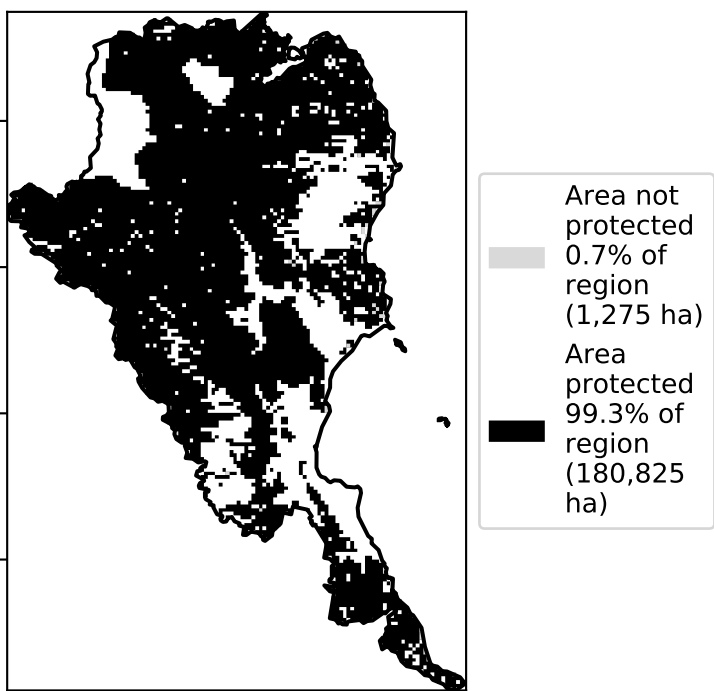 Area not
protected
0.7% of
region
(1,275 ha)
Area
protected
99.3% of
region
(180,825
ha)